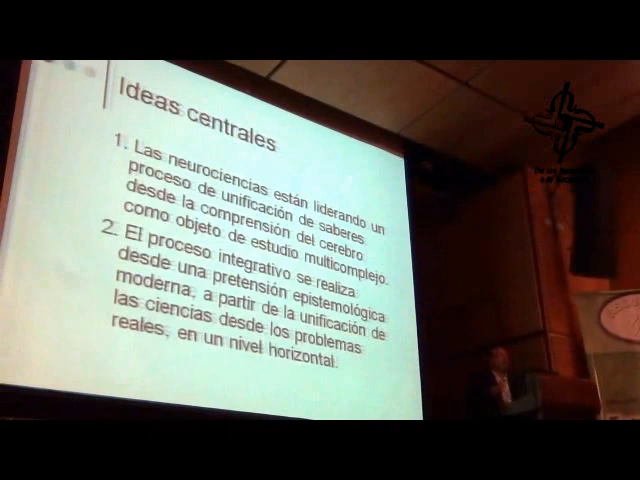 Ideas centrales
1. Las neurociencias están liderando un
proceso de unificación de saberes
desde la comprensión del cerebro
como objeto de estudio multicomplejo.
2. El proceso integrativo se realiza
desde una pretensión epistemológica
moderna, a partir de la unificación de
las ciencias desde los problemas
reales, en un nivel horizontal.